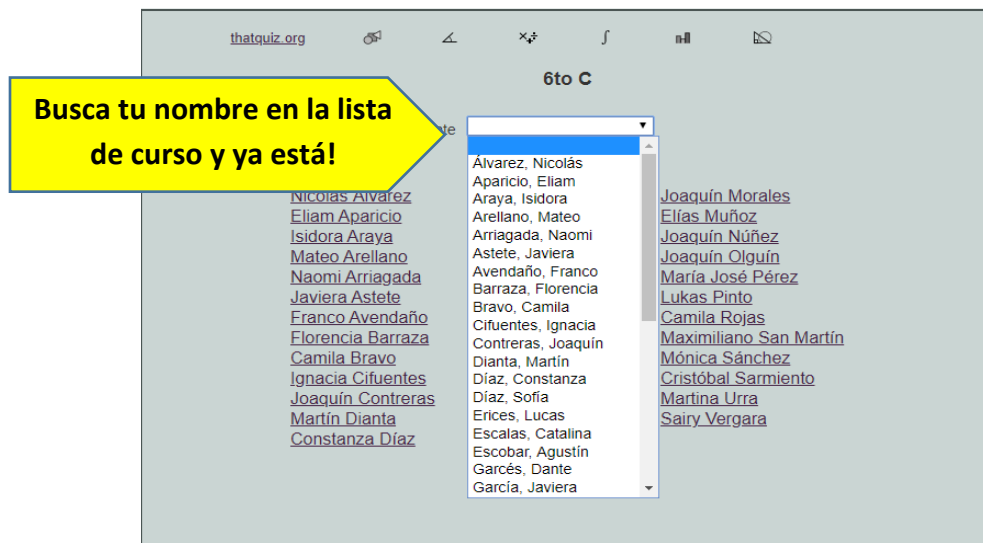 thatquiz.org
6to C
Busca tu nombre en la lista
de curso y ya está!
Álvarez, Nicolás
Aparicio, Eliam
Araya, Isidora
Arellano, Mateo
Arriagada, Naomi
Astete, Javiera
Avendaño, Franco
Barraza, Florencia
Bravo, Camila
Cifuentes, Ignacia
Contreras, Joaquín
Dianta, Martín
Díaz, Constanza
Díaz, Sofía
Erices, Lucas
Escalas, Catalina
Escobar, Agustín
Garcés, Dante
García, Javiera
Nicolás Álvarez
Eliam Aparicio
Isidora Araya
Mateo Arellano
Naomi Arriagada
Javiera Astete
Franco Avendaño
Florencia Barraza
Camila Bravo
Ignacia Cifuentes
Joaquín Contreras
Martín Dianta
Constanza Díaz
Joaquín Morales
Elías Muñoz
Joaquín Núñez
Joaquín Olguín
María José Pérez
Lukas Pinto
Camila Rojas
Maximiliano San Martín
Mónica Sánchez
Cristóbal Sarmiento
Martina Urra
Sairy Vergara